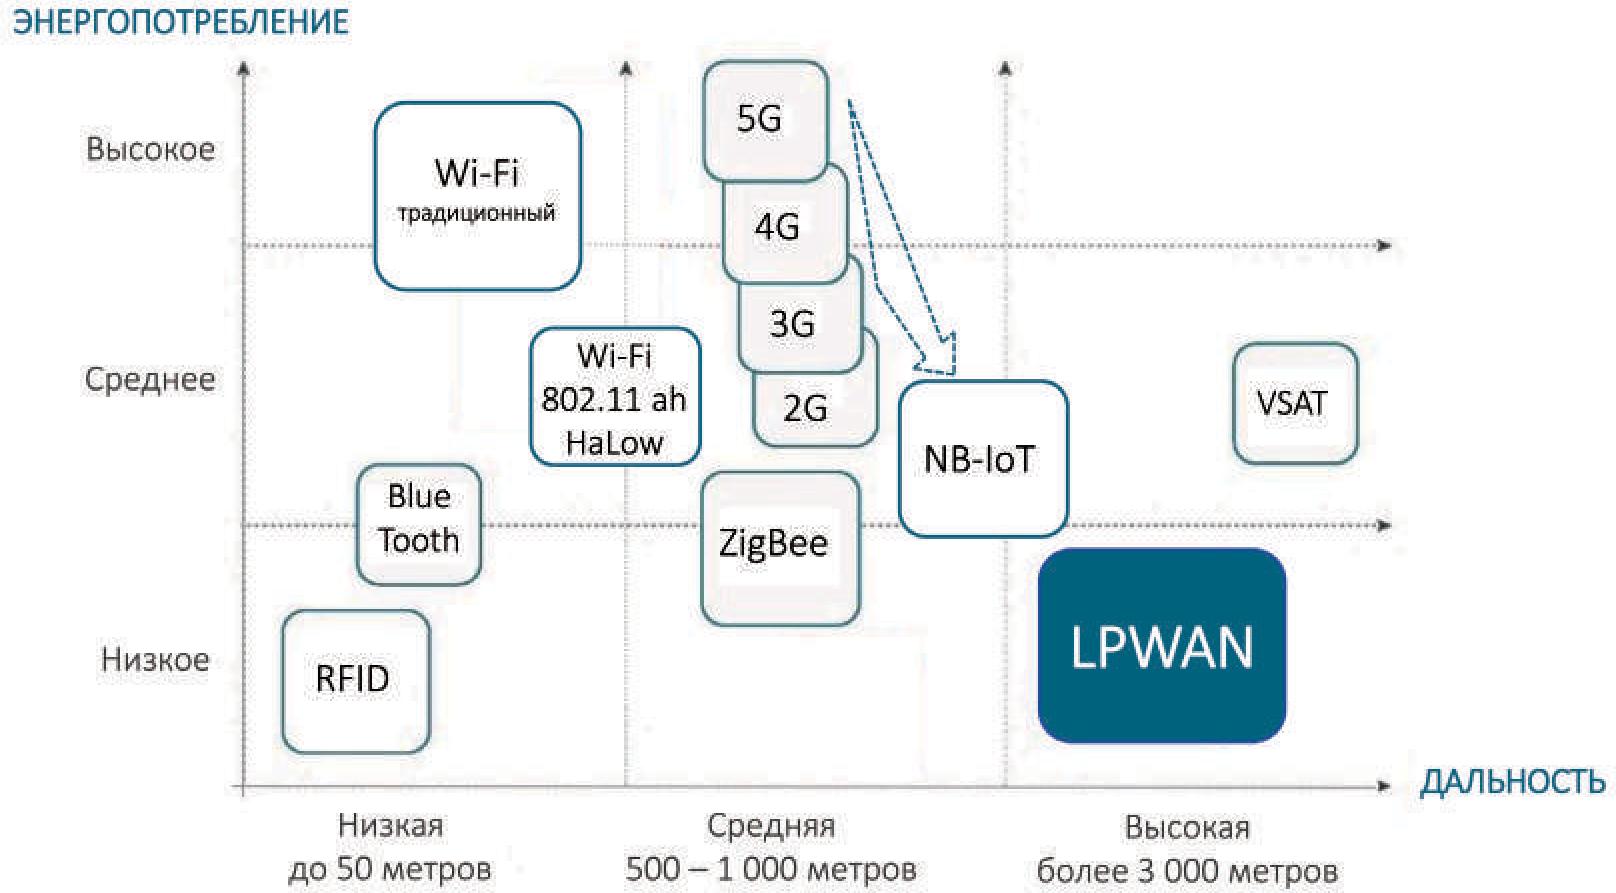 ЭНЕРГОПОТРЕБЛЕНИЕ
5G
Высокое
Wi-Fi
традиционный
4G
3G
Wi-Fi
802.11 ah
HaLow
Среднее
2G
VSAT
NB-IoT
Blue
Tooth
ZigBee
LPWAN
Низкое
RFID
ДАЛЬНОСТЬ
Низкая
до 50 метров
Средняя
500 – 1 000 метров
Высокая
более 3 000 метров